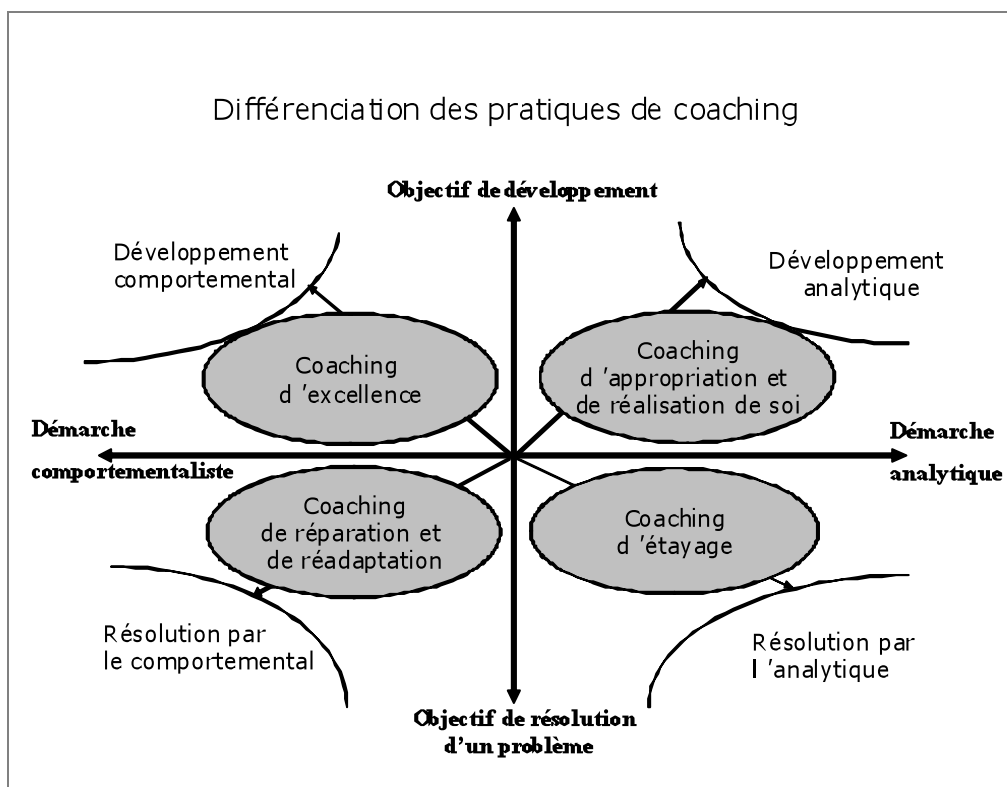 Différenciation des pratiques de coaching
Objectif de développement
Développement
comportemental
Développement
analytique
Coaching
d 'excellence
Coaching
d 'appropriation et
de réalisation de soi
Démarche
comportementaliste
Démarche
analytique
Coaching
de réparation et
de réadaptation
Coaching
d 'étayage
Résolution par
le comportemental
Résolution par
l 'analytique
Objectif de résolution
d'un problème